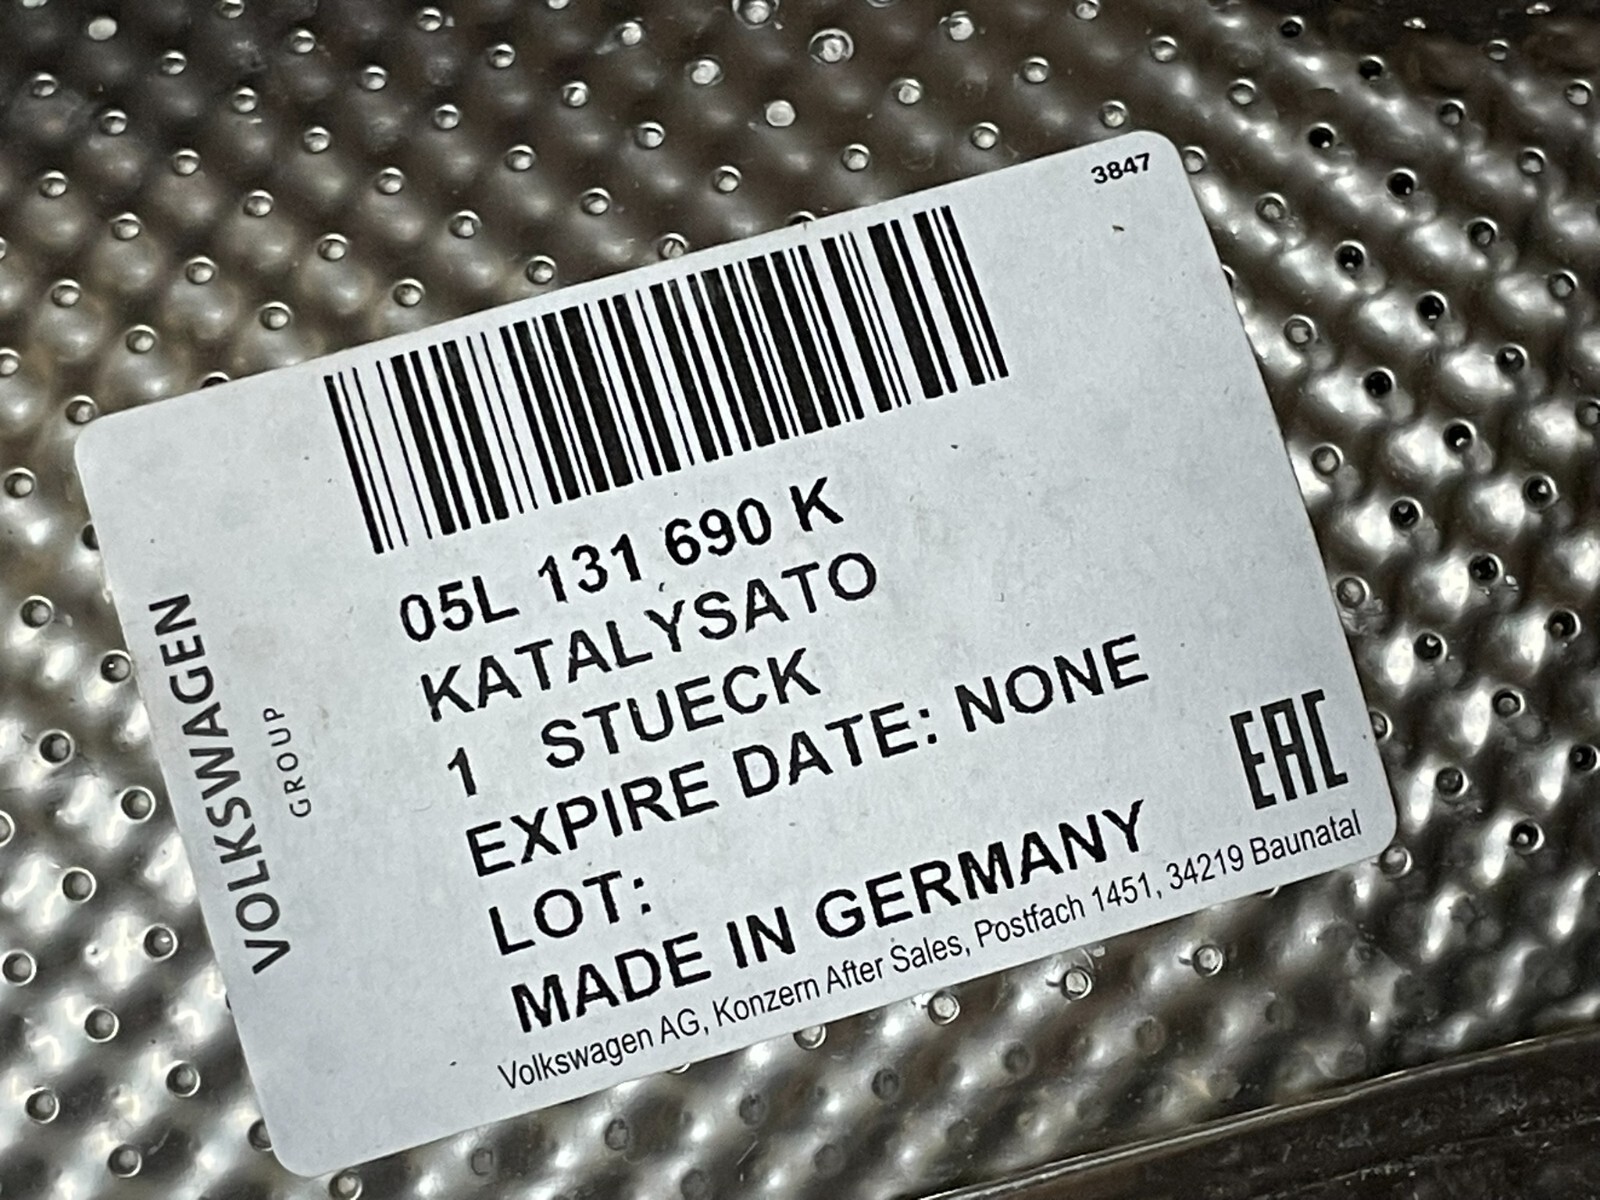 3847
05L 131 690 K
KATALYSATO
1 STUECK
EXPIRE DATE: NONE
LOT:
MADE IN GERMANY
Volkswagen AG, Konzern After Sales, Postfach 1451, 34219 Baunatal
VOLKSWAGEN
GROUP
EAC